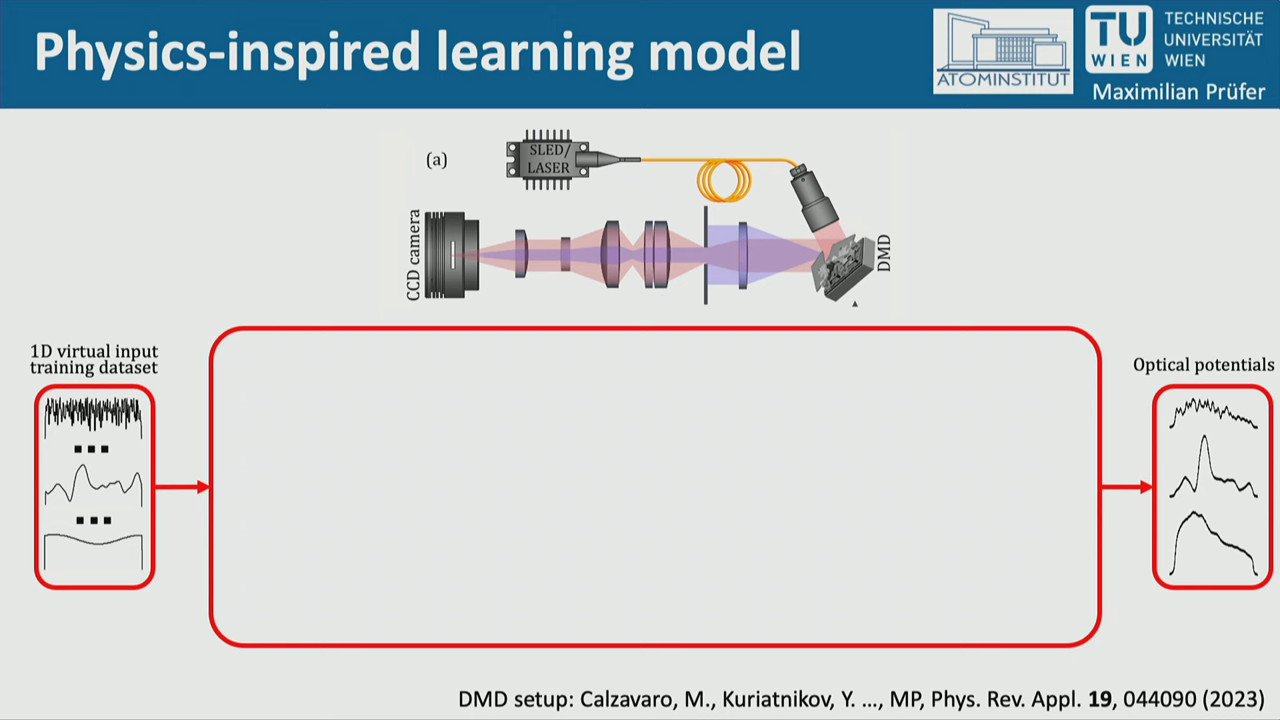 Physics-inspired learning model
ATOMINSTITUT
TU
WIEN
TECHNISCHE
UNIVERSITÄT
WIEN
Maximilian Prüfer
(a)
SLED/
LASER
CCD camera
DMD
1D virtual input
training dataset
Optical potentials
DMD setup: Calzavaro, M., Kuriatnikov, Y. ..., MP, Phys. Rev. Appl. 19, 044090 (2023)